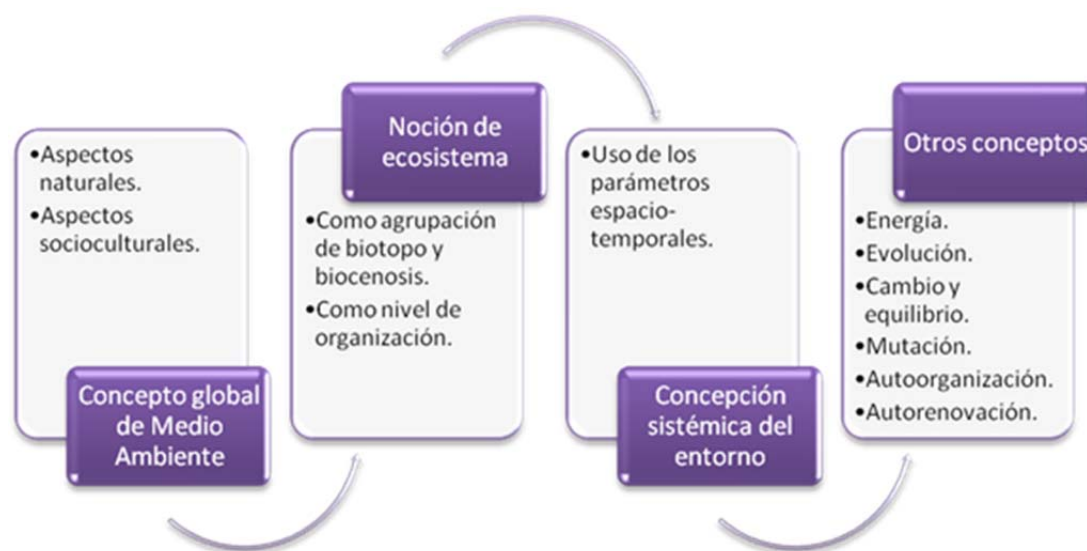 •Aspectos
naturales.
•Aspectos
socioculturales.
Concepto global
de Medio
Ambiente
Noción de
ecosistema
•Como agrupación
de biotopo y
biocenosis.
•Como nivel de
organización.
•Uso de los
parámetros
espacio-
temporales.
Concepción
sistémica del
entorno
Otros conceptos
•Energía.
•Evolución.
•Cambio y
equilibrio.
•Mutación.
•Autoorganización.
•Autorenovación.